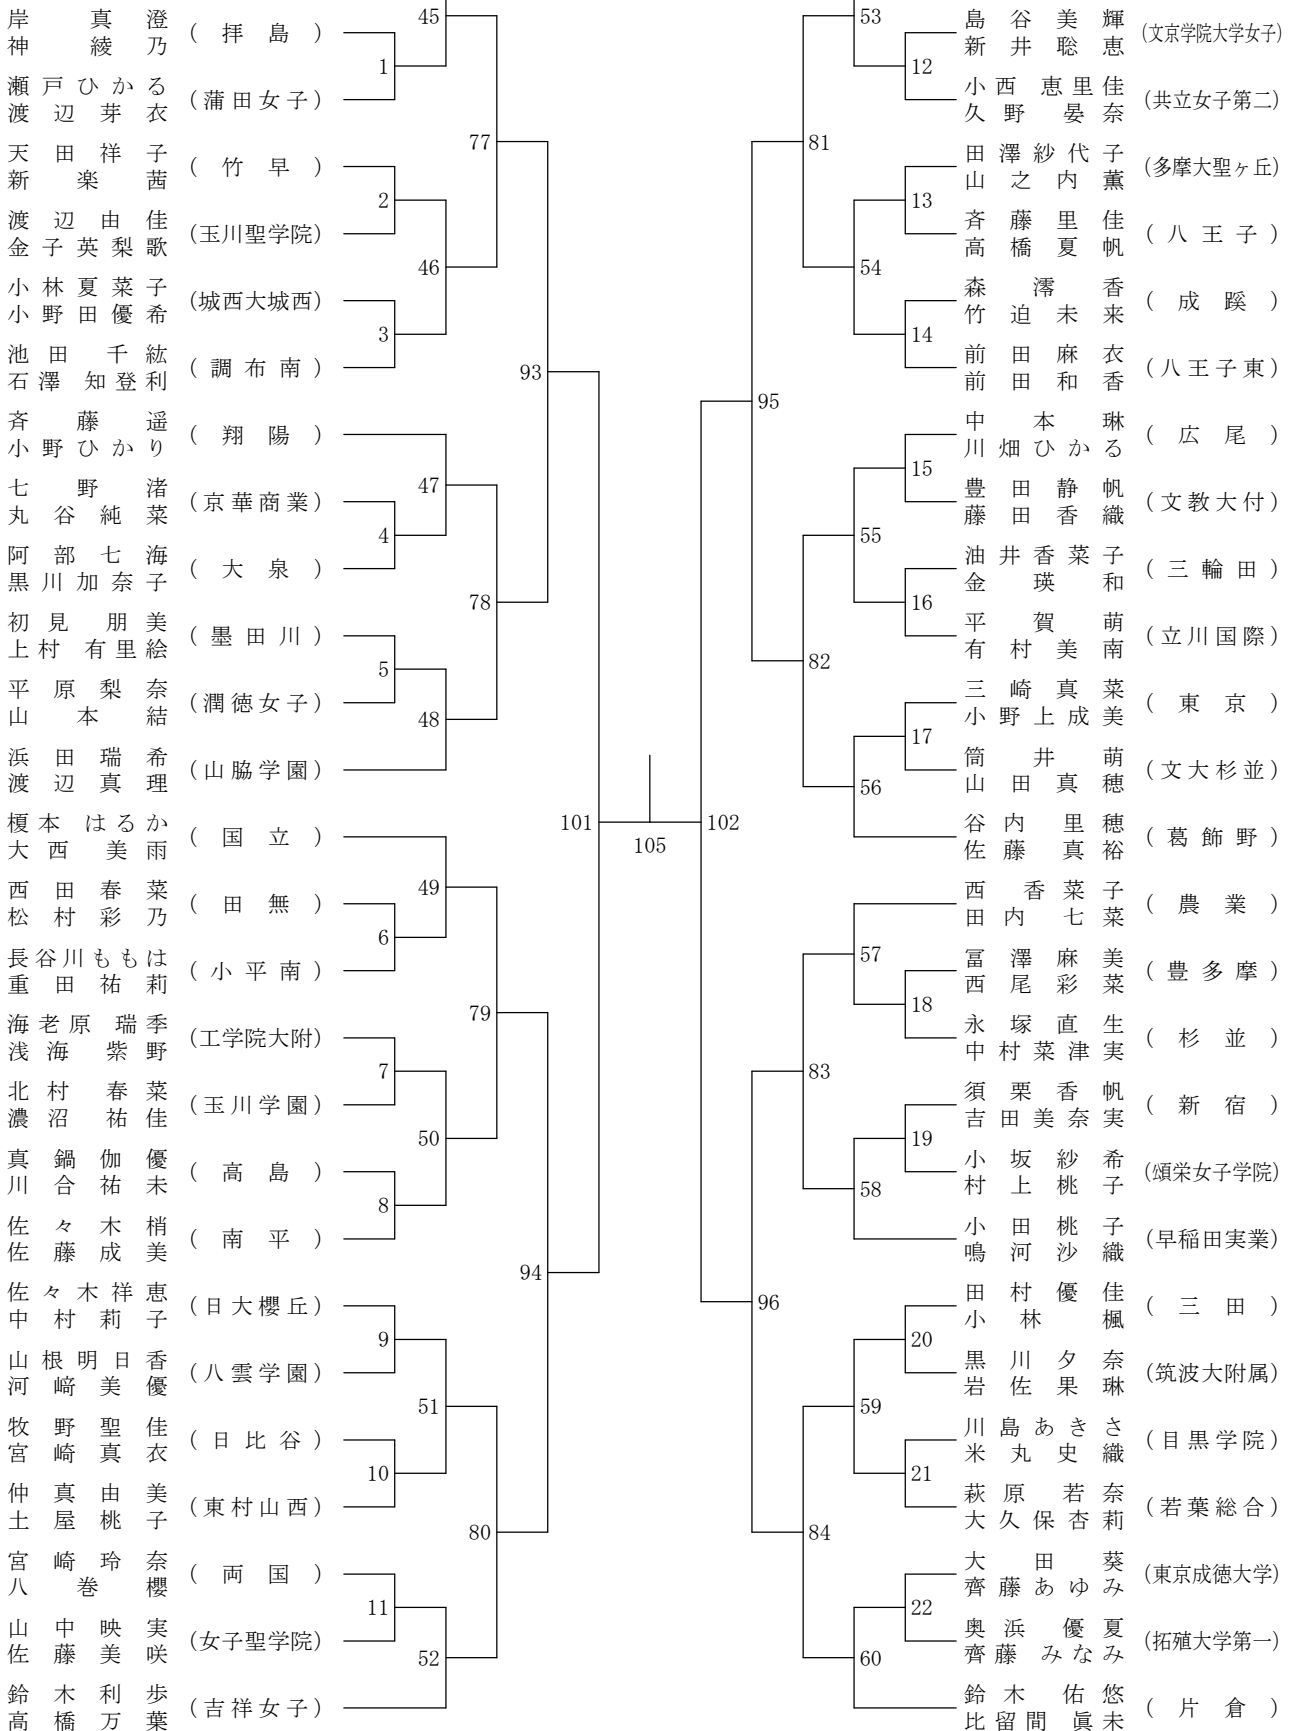 岸真澄
神綾乃
(拝島)
瀬戸ひかる
渡辺芽衣
(蒲田女子)
天田祥子
新楽茜
(竹早)
渡辺由佳
金子英梨歌
(玉川聖学院)
小林夏菜子
小野田優希
(城西大城西)
池田千紘
石澤知登利
(調布南)
斉藤遥
小野ひかり
(翔陽)
七野渚
丸谷純菜
(京華商業)
阿部七海
黒川加奈子
(大泉)
初見朋美
上村有里絵
(墨田川)
平原梨奈
山本結
(潤徳女子)
浜田瑞希
渡辺真理
(山脇学園)
榎本はるか
大西美雨
(国立)
西田春菜
松村彩乃
(田無)
長谷川ももは
重田祐莉
(小平南)
海老原瑞季
浅海紫野
(工学院大附)
北村春菜
濃沼祐佳
(玉川学園)
真鍋伽優
川合祐未
(高島)
佐々木梢
佐藤成美
(南平)
佐々木祥恵
中村莉子
(日大櫻丘)
山根明日香
河﨑美優
(八雲学園)
牧野聖佳
宮崎真衣
(日比谷)
仲真由美
土屋桃子
(東村山西)
宮崎玲奈
八巻櫻
(両国)
山中映実
佐藤美咲
(女子聖学院)
鈴木利歩
高橋万葉
(吉祥女子)
45
1
77
2
46
3
93
47
4
78
5
48
101
49
6
79
7
50
8
94
9
51
10
80
11
52
105
102
53
12
81
13
54
14
95
15
55
16
82
17
56
57
18
83
19
58
96
20
59
21
84
22
60
島谷美輝
新井聡恵
(文京学院大学女子)
小西恵里佳
久野晏奈
(共立女子第二)
田澤紗代子
山之内薫
(多摩大聖ヶ丘)
斉藤里佳
高橋夏帆
(八王子)
森澪香
竹迫未来
(成蹊)
前田麻衣
前田和香
(八王子東)
中本琳
川畑ひかる
(広尾)
豊田静帆
藤田香織
(文教大付)
油井香菜子
金瑛和
(三輪田)
平賀萌
有村美南
(立川国際)
三崎真菜
小野上成美
(東京)
筒井萌
山田真穂
(文大杉並)
谷内里穂
佐藤真裕
(葛飾野)
西香菜子
田内七菜
(農業)
冨澤麻美
西尾彩菜
(豊多摩)
永塚直生
中村菜津実
(杉並)
須栗香帆
吉田美奈実
(新宿)
小坂紗希
村上桃子
(頌栄女子学院)
小田桃子
鳴河沙織
(早稲田実業)
田村優佳
小林楓
(三田)
黒川夕奈
岩佐果琳
(筑波大附属)
川島あきさ
米丸史織
(目黒学院)
萩原若奈
大久保杏莉
(若葉総合)
大田葵
齊藤あゆみ
(東京成徳大学)
奥浜優夏
齊藤みなみ
(拓殖大学第一)
鈴木佑悠
比留間眞未
(片倉)